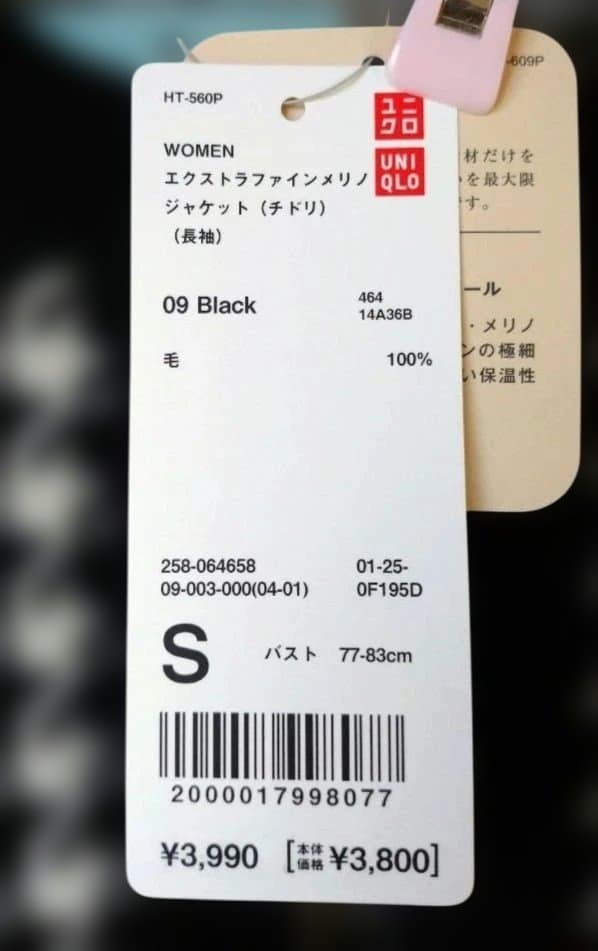 HT-560P
ユニ
クロ
UNI
QLO
WOMEN
エクストラファインメリノ
ジャケット（チドリ）
（長袖）
09 Black
464
14A36B
毛 100%
258-064658
09-003-000(04-01)
01-25-
0F195D
S バスト 77-83cm
2000017998077
¥3,990 [本体価格 ¥3,800]
-609P
材だけを
を最大限
す。
ール
・メリノ
ンの極細
い保温性